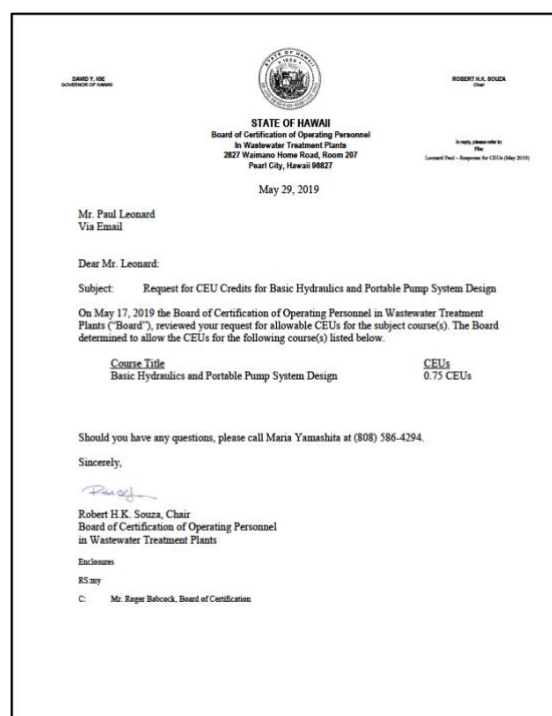 DAVID Y. IGE
GOVERNOR OF HAWAII
STATE OF HAWAII
1959
ROBERT H.K. SOUZA
Chair
STATE OF HAWAII
Board of Certification of Operating Personnel
In Wastewater Treatment Plants
2827 Waimano Home Road, Room 207
Pearl City, Hawaii 96827
In reply, please refer to
File:
Leonard Paul – Response for CEUs (May 2019)
May 29, 2019
Mr. Paul Leonard
Via Email
Dear Mr. Leonard:
Subject: Request for CEU Credits for Basic Hydraulics and Portable Pump System Design
On May 17, 2019 the Board of Certification of Operating Personnel in Wastewater Treatment
Plants ("Board"), reviewed your request for allowable CEUs for the subject course(s). The Board
determined to allow the CEUs for the following course(s) listed below.
Course Title CEUs
Basic Hydraulics and Portable Pump System Design 0.75 CEUs
Should you have any questions, please call Maria Yamashita at (808) 586-4294.
Sincerely,
Robert H.K. Souza, Chair
Board of Certification of Operating Personnel
in Wastewater Treatment Plants
Enclosures
RS:my
C: Mr. Roger Babcock, Board of Certification